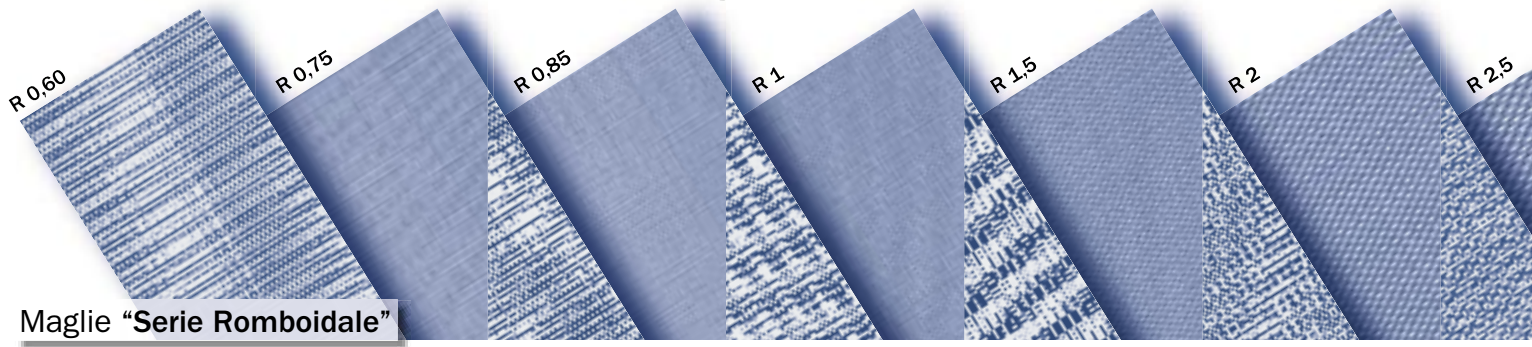 R 0,60
R 0,75
R 0,85
R 1
R 1,5
R 2
R 2,5
Maglie “Serie Romboidale”